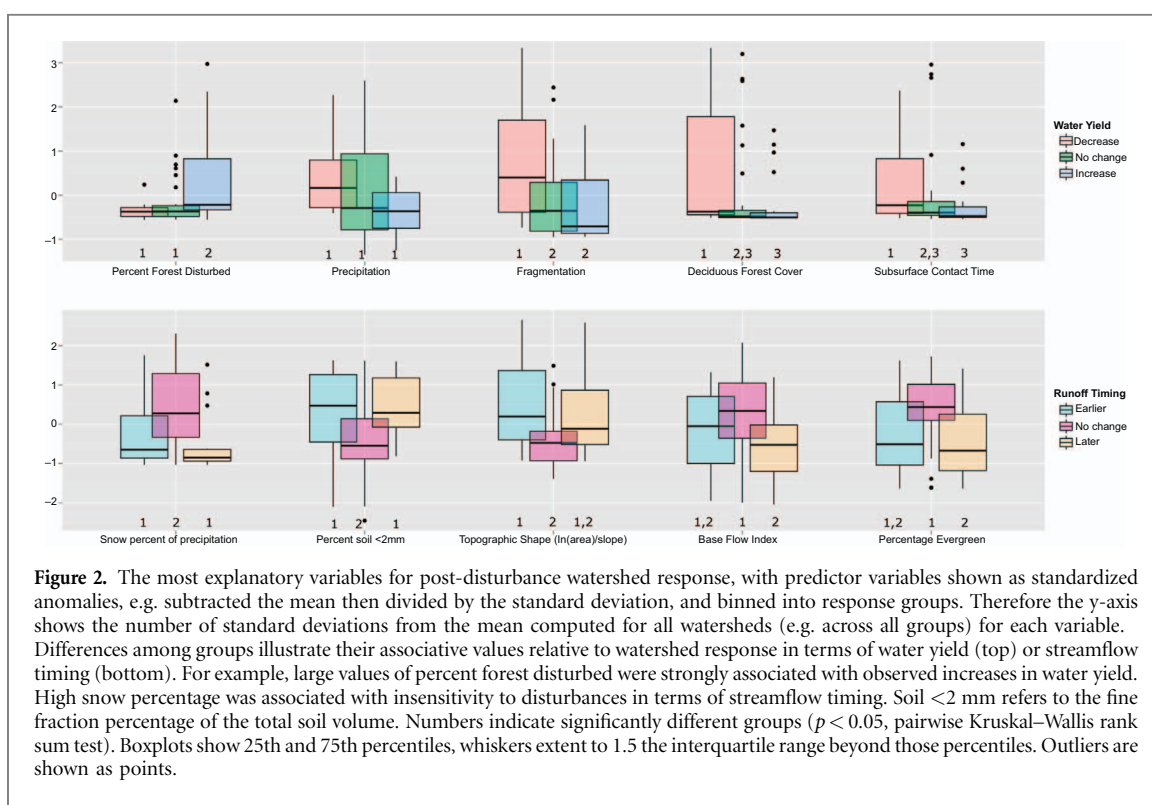 3
2
1
0
−1
1 1 2 1 1 1 1 2 2 1 2,3 3 1 2,3 3
Percent Forest Disturbed Precipitation Fragmentation Deciduous Forest Cover Subsurface Contact Time
Water Yield
Decrease
No change
Increase
2
1
0
−1
−2
1 2 1 1 2 1 1 2 1,2 1,2 1 2 1,2 1 2
Snow percent of precipitation Percent soil <2mm Topographic Shape (ln(area)/slope) Base Flow Index Percentage Evergreen
Runoff Timing
Earlier
No change
Later
Figure 2. The most explanatory variables for post-disturbance watershed response, with predictor variables shown as standardized
anomalies, e.g. subtracted the mean then divided by the standard deviation, and binned into response groups. Therefore the y-axis
shows the number of standard deviations from the mean computed for all watersheds (e.g. across all groups) for each variable.
Differences among groups illustrate their associative values relative to watershed response in terms of water yield (top) or streamflow
timing (bottom). For example, large values of percent forest disturbed were strongly associated with observed increases in water yield.
High snow percentage was associated with insensitivity to disturbances in terms of streamflow timing. Soil <2 mm refers to the fine
fraction percentage of the total soil volume. Numbers indicate significantly different groups (p < 0.05, pairwise Kruskal–Wallis rank
sum test). Boxplots show 25th and 75th percentiles, whiskers extent to 1.5 the interquartile range beyond those percentiles. Outliers are
shown as points.